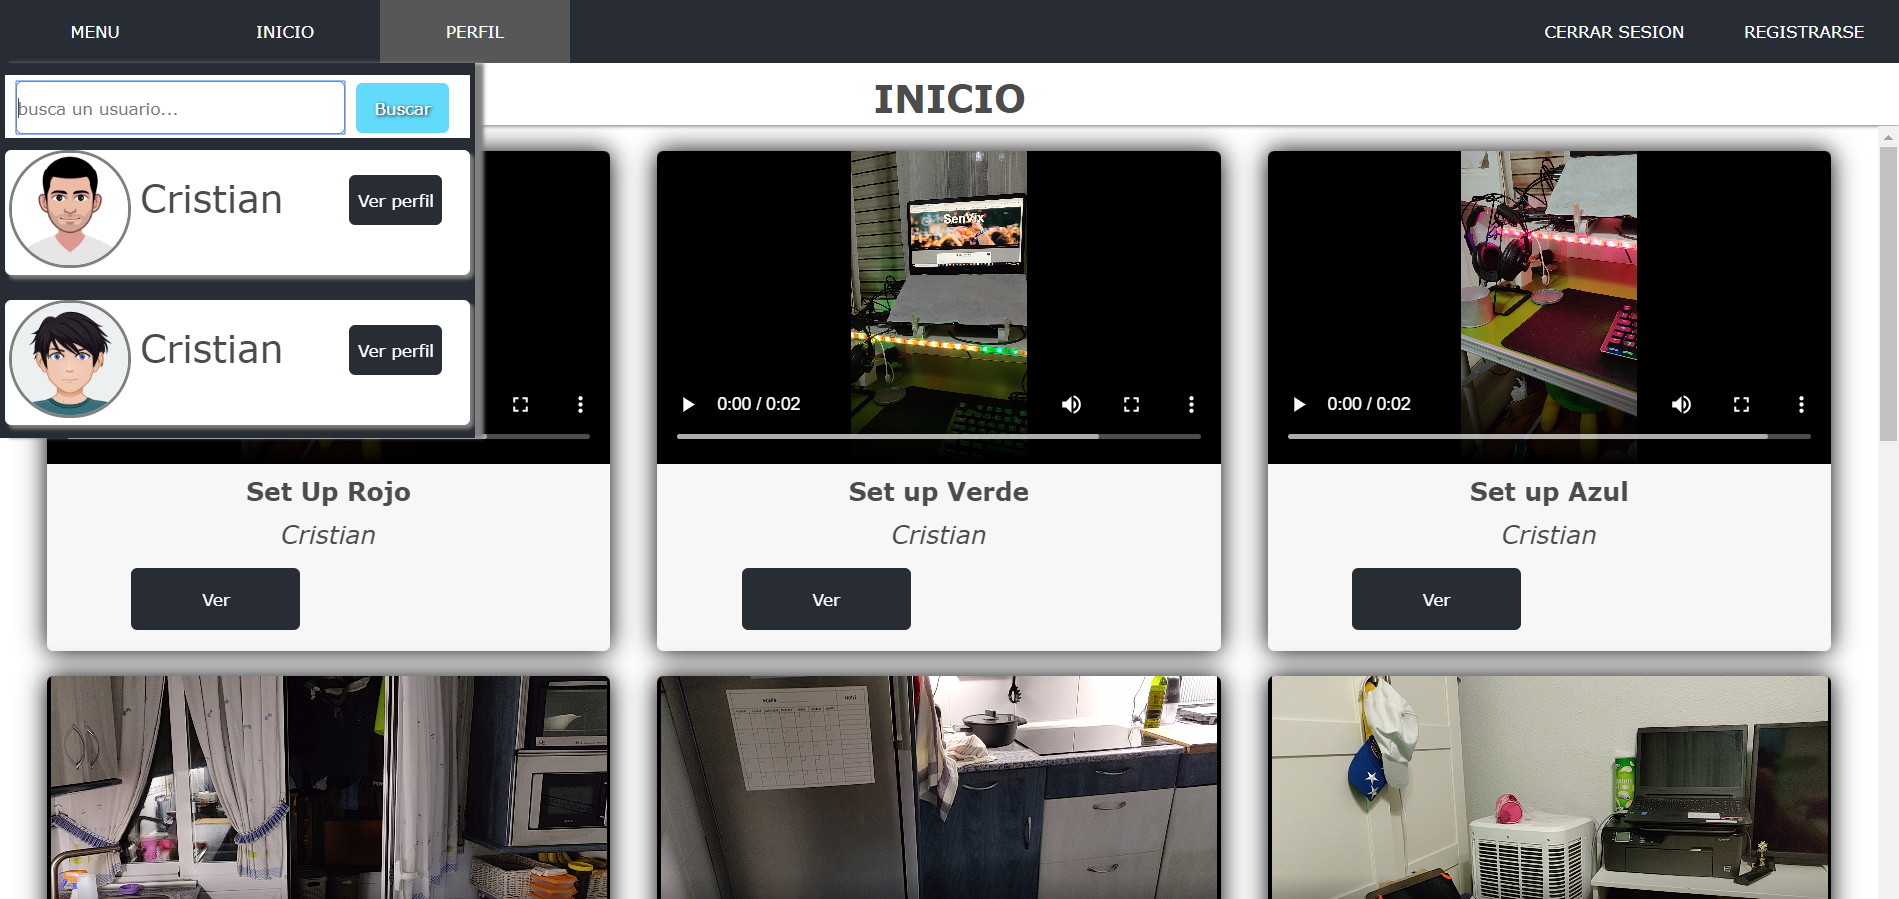 MENU
INICIO
PERFIL
CERRAR SESION
REGISTRARSE
busca un usuario...
Buscar
INICIO
Cristian
Ver perfil
Cristian
Ver perfil
SenVix
0:00 / 0:02
0:00 / 0:02
Set Up Rojo
Cristian
Ver
Set up Verde
Cristian
Ver
Set up Azul
Cristian
Ver